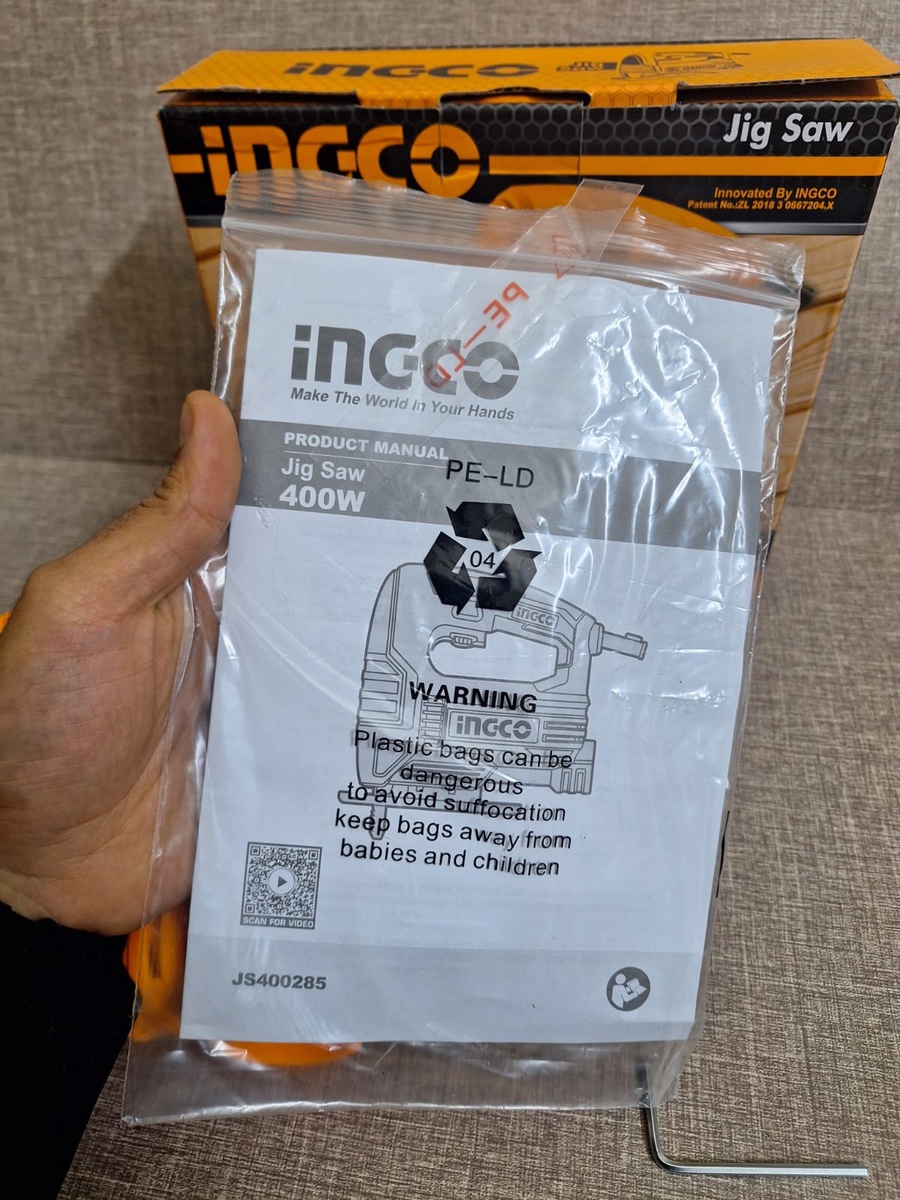 INGCO JIG SAW
INGCO
Jig Saw
Innovated By INGCO
Patent No.:ZL 2018 3 0667204.X
PE-LD
INGCO
Make The World In Your Hands
PRODUCT MANUAL
Jig Saw
400W
PE-LD
04
INGCO
WARNING
INGCO
Plastic bags can be
dangerous
to avoid suffocation
keep bags away from
babies and children
SCAN FOR VIDEO
JS400285